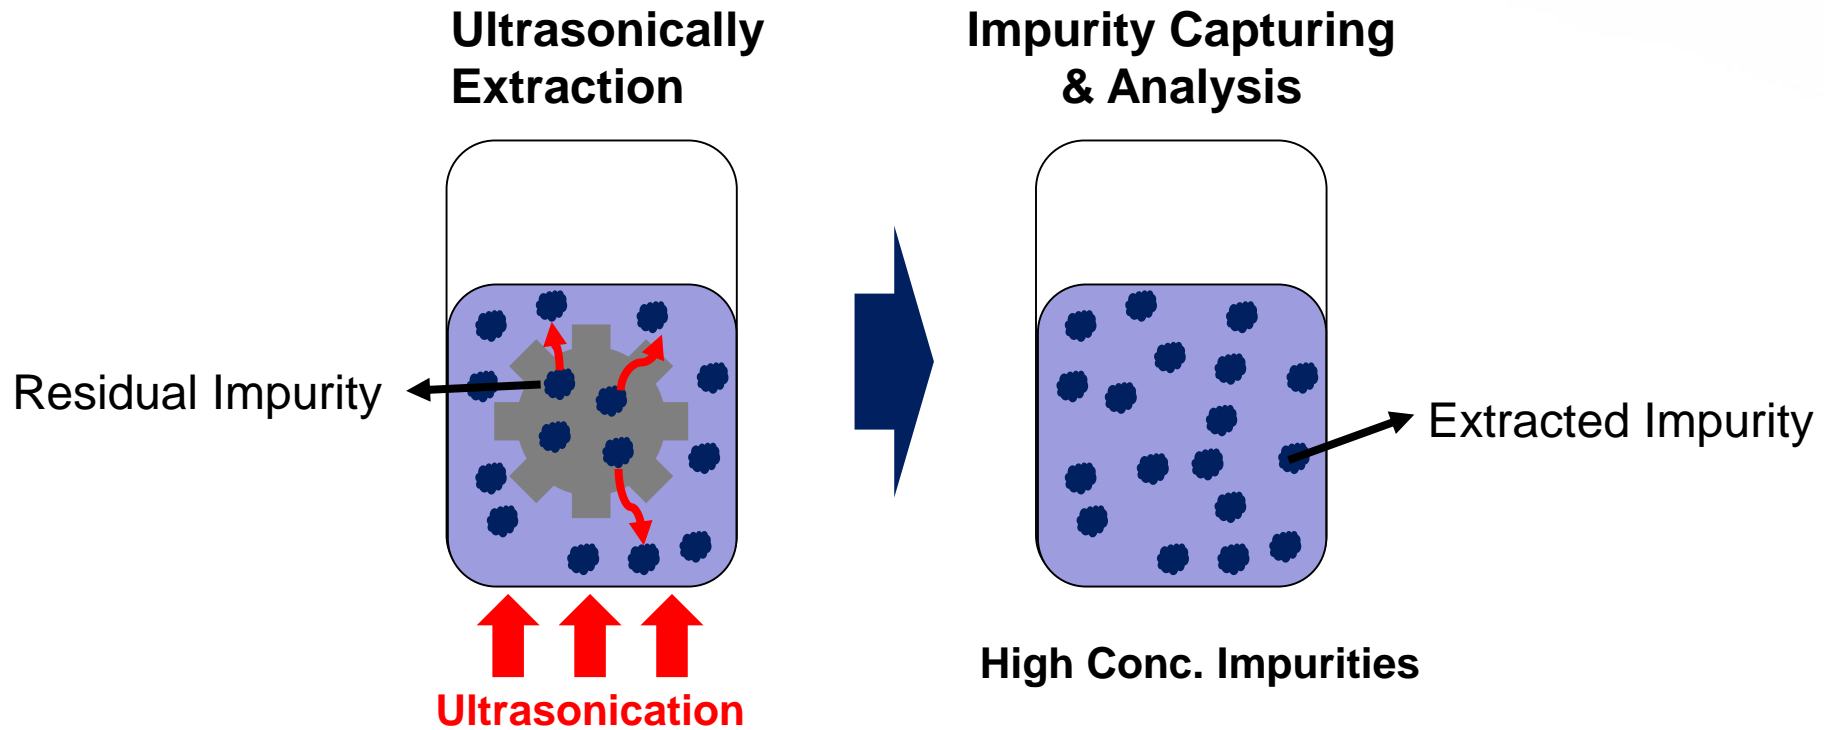 Ultrasonically
Extraction
Impurity Capturing
& Analysis
Residual Impurity
Extracted Impurity
High Conc. Impurities
Ultrasonication